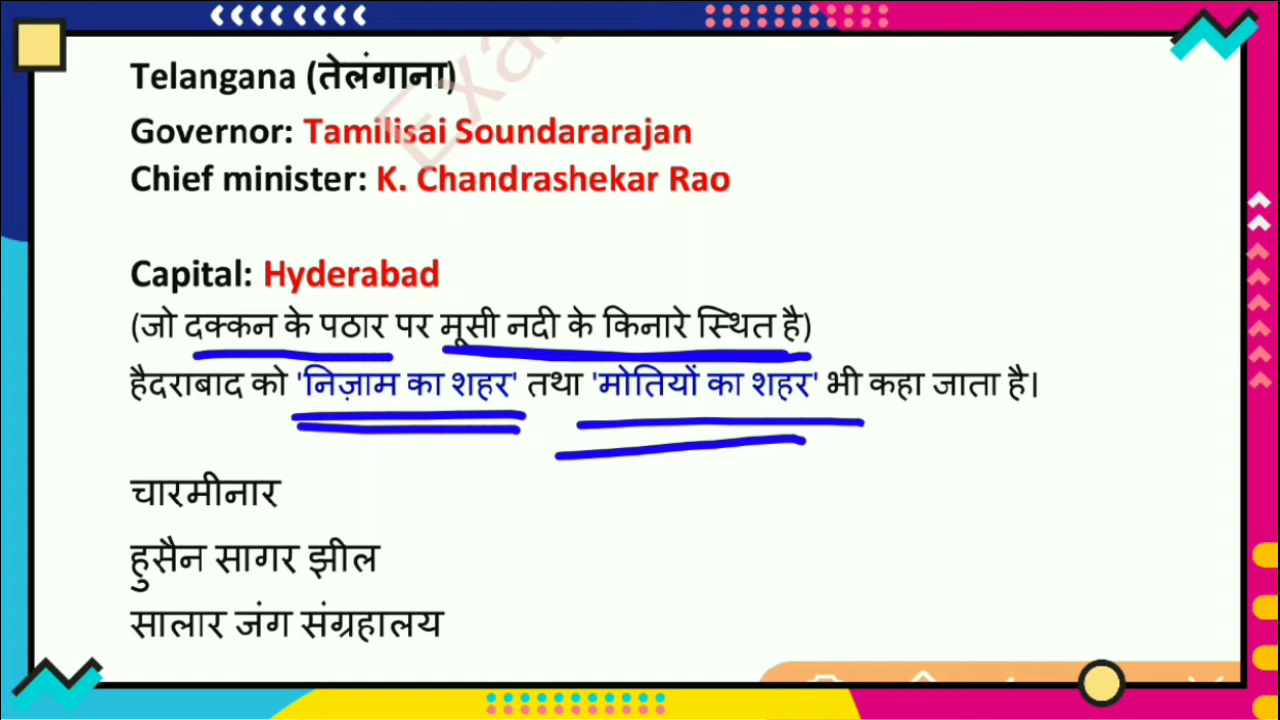 Telangana (तेलंगाना)
Governor: Tamilisai Soundararajan
Chief minister: K. Chandrashekar Rao
Capital: Hyderabad
(जो दक्कन के पठार पर मूसी नदी के किनारे स्थित है)
हैदराबाद को 'निज़ाम का शहर' तथा 'मोतियों का शहर' भी कहा जाता है।
चारमीनार
हुसैन सागर झील
सालार जंग संग्रहालय